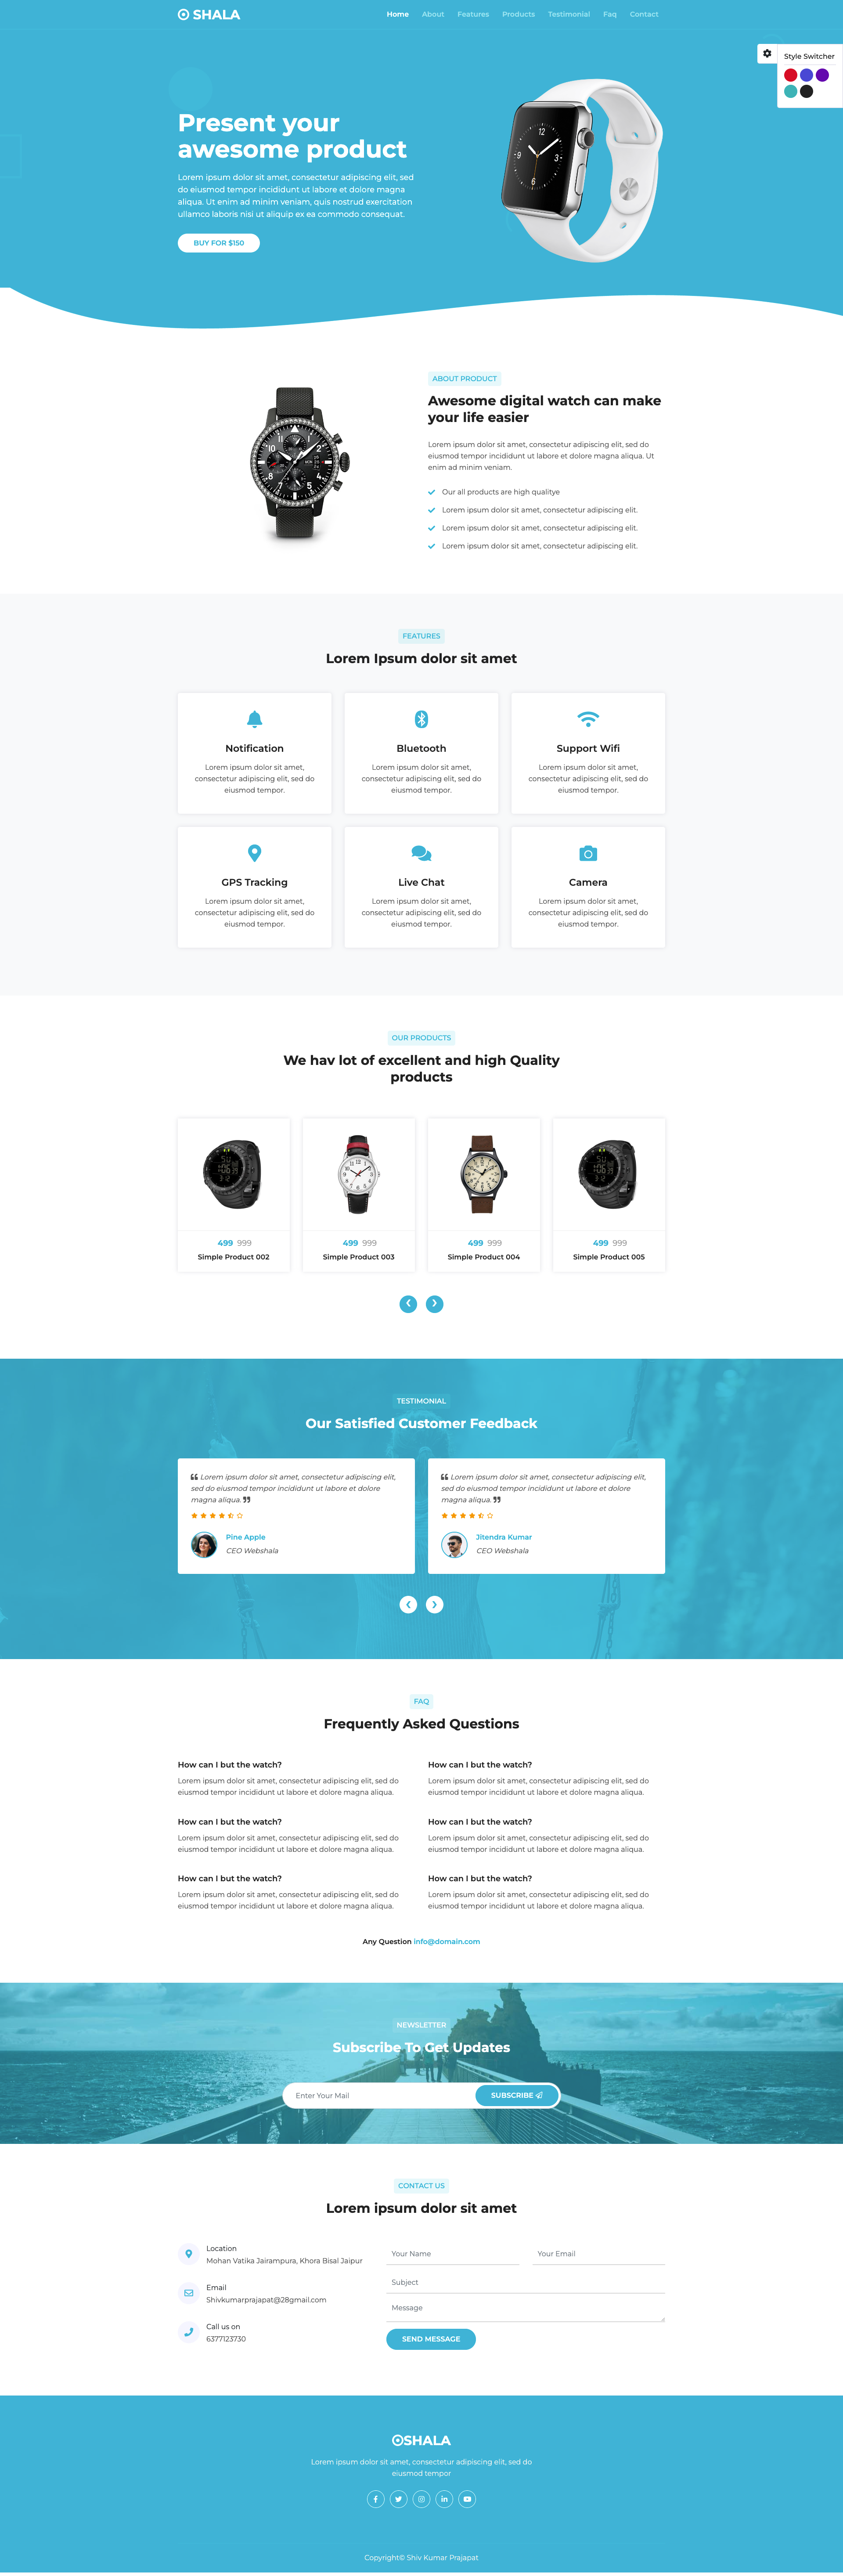 SHALA
Home About Features Products Testimonial Faq Contact
Style Switcher
Present your
awesome product
Lorem ipsum dolor sit amet, consectetur adipiscing elit, sed
do eiusmod tempor incididunt ut labore et dolore magna
aliqua. Ut enim ad minim veniam, quis nostrud exercitation
ullamco laboris nisi ut aliquip ex ea commodo consequat.
BUY FOR $150
ABOUT PRODUCT
Awesome digital watch can make
your life easier
Lorem ipsum dolor sit amet, consectetur adipiscing elit, sed do
eiusmod tempor incididunt ut labore et dolore magna aliqua. Ut
enim ad minim veniam.
Our all products are high qualitye
Lorem ipsum dolor sit amet, consectetur adipiscing elit.
Lorem ipsum dolor sit amet, consectetur adipiscing elit.
Lorem ipsum dolor sit amet, consectetur adipiscing elit.
FEATURES
Lorem Ipsum dolor sit amet
Notification
Lorem ipsum dolor sit amet,
consectetur adipiscing elit, sed do
eiusmod tempor.
Bluetooth
Lorem ipsum dolor sit amet,
consectetur adipiscing elit, sed do
eiusmod tempor.
Support Wifi
Lorem ipsum dolor sit amet,
consectetur adipiscing elit, sed do
eiusmod tempor.
GPS Tracking
Lorem ipsum dolor sit amet,
consectetur adipiscing elit, sed do
eiusmod tempor.
Live Chat
Lorem ipsum dolor sit amet,
consectetur adipiscing elit, sed do
eiusmod tempor.
Camera
Lorem ipsum dolor sit amet,
consectetur adipiscing elit, sed do
eiusmod tempor.
OUR PRODUCTS
We hav lot of excellent and high Quality
products
499 999
Simple Product 002
499 999
Simple Product 003
499 999
Simple Product 004
499 999
Simple Product 005
TESTIMONIAL
Our Satisfied Customer Feedback
Lorem ipsum dolor sit amet, consectetur adipiscing elit,
sed do eiusmod tempor incididunt ut labore et dolore
magna aliqua.
Pine Apple
CEO Webshala
Lorem ipsum dolor sit amet, consectetur adipiscing elit,
sed do eiusmod tempor incididunt ut labore et dolore
magna aliqua.
Jitendra Kumar
CEO Webshala
FAQ
Frequently Asked Questions
How can I but the watch?
Lorem ipsum dolor sit amet, consectetur adipiscing elit, sed do
eiusmod tempor incididunt ut labore et dolore magna aliqua.
How can I but the watch?
Lorem ipsum dolor sit amet, consectetur adipiscing elit, sed do
eiusmod tempor incididunt ut labore et dolore magna aliqua.
How can I but the watch?
Lorem ipsum dolor sit amet, consectetur adipiscing elit, sed do
eiusmod tempor incididunt ut labore et dolore magna aliqua.
How can I but the watch?
Lorem ipsum dolor sit amet, consectetur adipiscing elit, sed do
eiusmod tempor incididunt ut labore et dolore magna aliqua.
How can I but the watch?
Lorem ipsum dolor sit amet, consectetur adipiscing elit, sed do
eiusmod tempor incididunt ut labore et dolore magna aliqua.
How can I but the watch?
Lorem ipsum dolor sit amet, consectetur adipiscing elit, sed do
eiusmod tempor incididunt ut labore et dolore magna aliqua.
Any Question info@domain.com
NEWSLETTER
Subscribe To Get Updates
Enter Your Mail
SUBSCRIBE
CONTACT US
Lorem ipsum dolor sit amet
Location
Mohan Vatika Jairampura, Khora Bisal Jaipur
Email
Shivkumarprajapat@28gmail.com
Call us on
6377123730
Your Name
Your Email
Subject
Message
SEND MESSAGE
SHALA
Lorem ipsum dolor sit amet, consectetur adipiscing elit, sed do
eiusmod tempor
Copyright© Shiv Kumar Prajapat